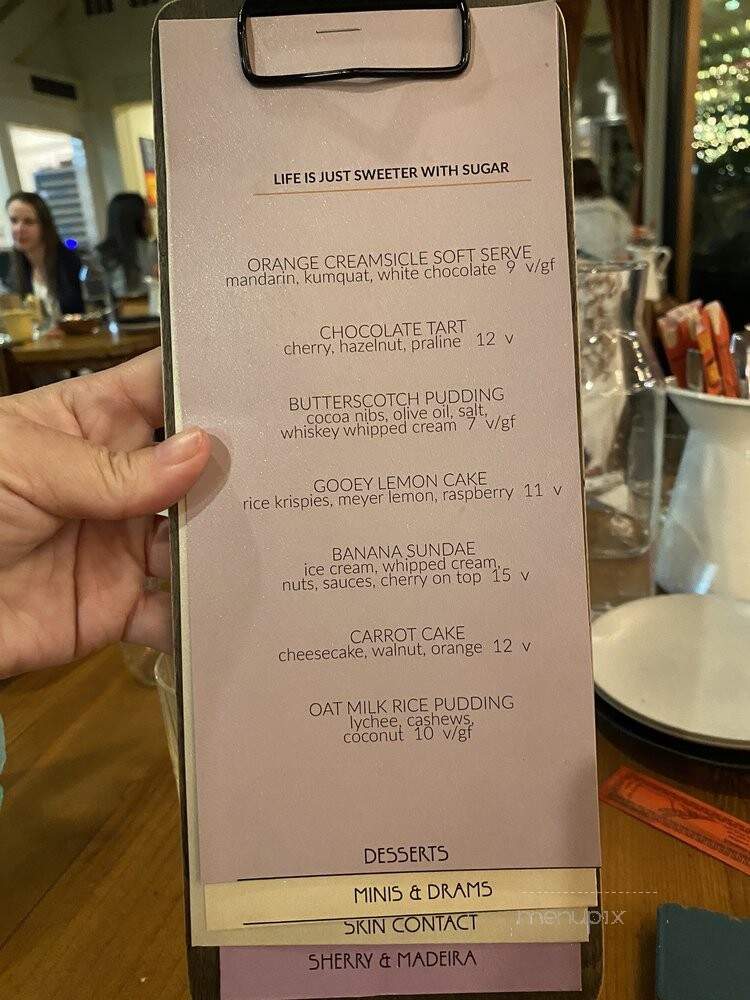 LIFE IS JUST SWEETER WITH SUGAR
ORANGE CREAMSICLE SOFT SERVE
mandarin, kumquat, white chocolate 9 v/gf
CHOCOLATE TART
cherry, hazelnut, praline 12 v
BUTTERSCOTCH PUDDING
cocoa nibs, olive oil, salt,
whiskey whipped cream 7 v/gf
GOOEY LEMON CAKE
rice krispies, meyer lemon, raspberry 11 v
BANANA SUNDAE
ice cream, whipped cream,
nuts, sauces, cherry on top 15 v
CARROT CAKE
cheesecake, walnut, orange 12 v
OAT MILK RICE PUDDING
lychee, cashews,
coconut 10 v/gf
DESSERTS
MINIS & DRAMS
SKIN CONTACT
SHERRY & MADEIRA
menupix